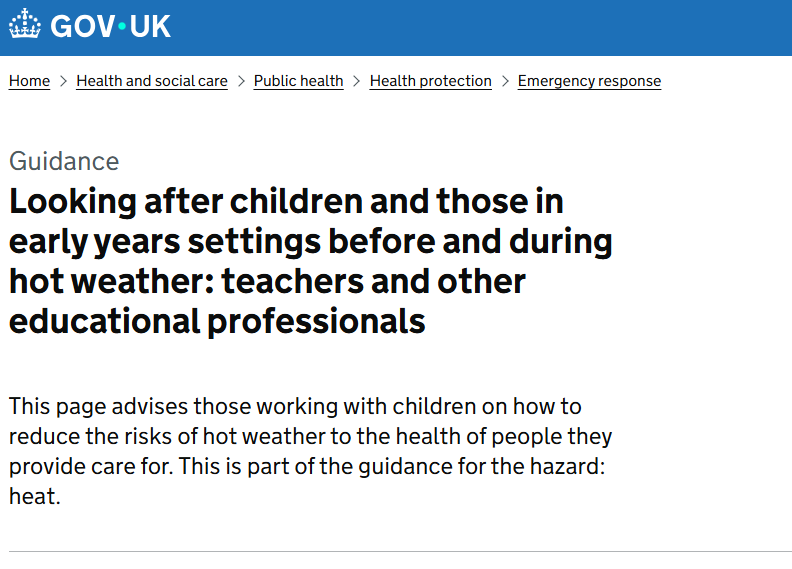 GOV·UK
Home > Health and social care > Public health > Health protection > Emergency response
Guidance
Looking after children and those in
early years settings before and during
hot weather: teachers and other
educational professionals
This page advises those working with children on how to
reduce the risks of hot weather to the health of people they
provide care for. This is part of the guidance for the hazard:
heat.